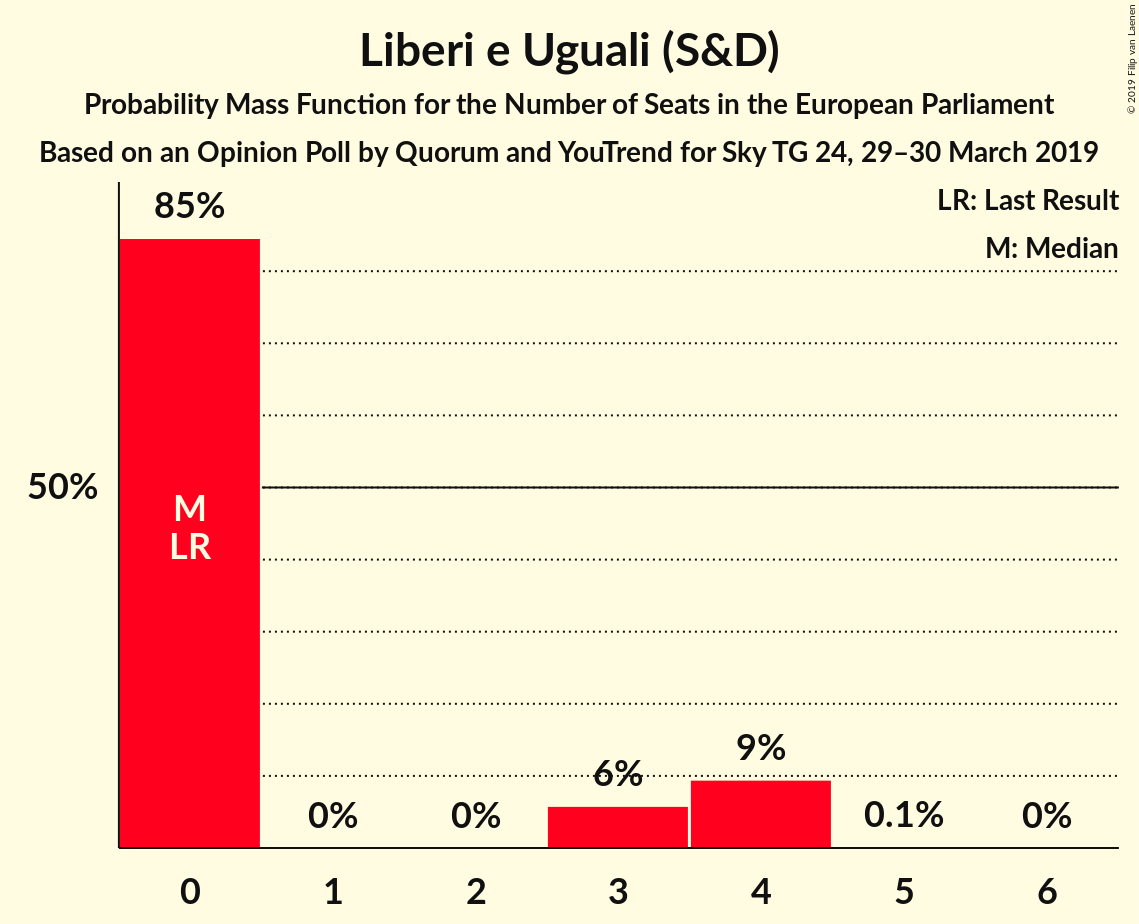 Liberi e Uguali (S&D)
Probability Mass Function for the Number of Seats in the European Parliament
Based on an Opinion Poll by Quorum and YouTrend for Sky TG 24, 29–30 March 2019
© 2019 Filip van Laenen
LR: Last Result
M: Median
85%
50%
M
LR
0%
0%
6%
9%
0.1%
0%
0
1
2
3
4
5
6